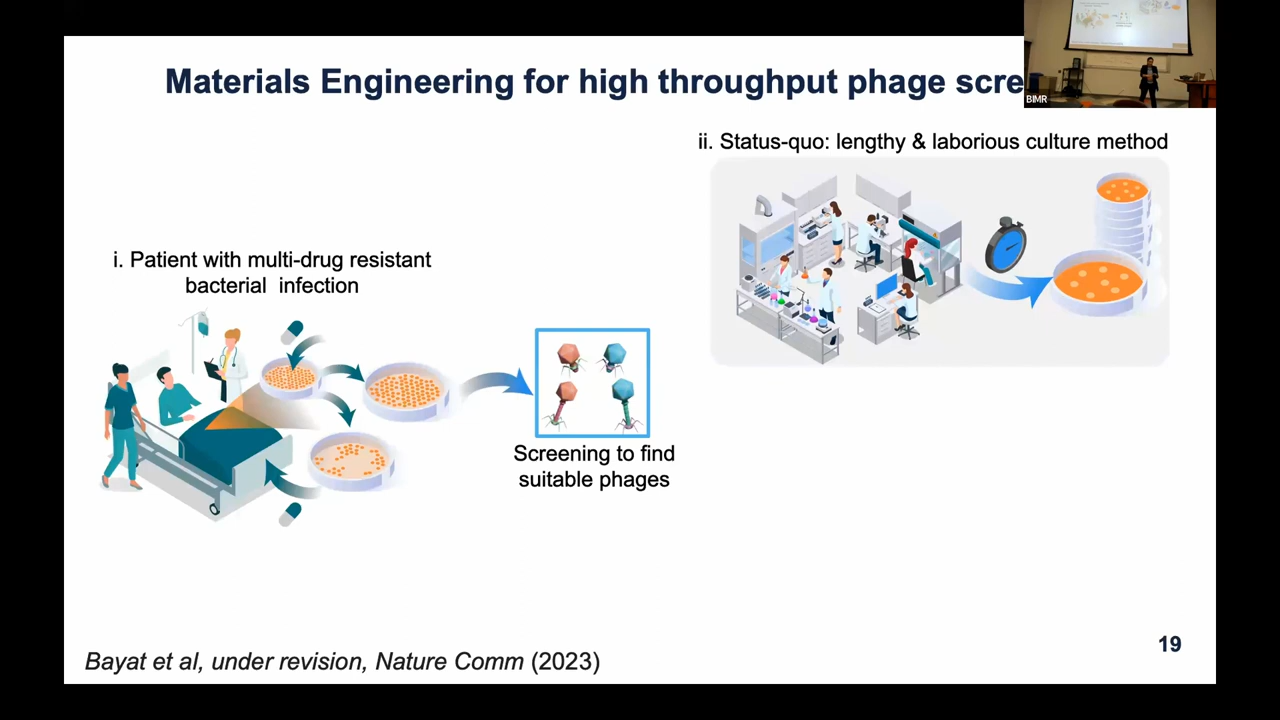 Materials Engineering for high throughput phage scre
BIMR
ii. Status-quo: lengthy & laborious culture method
i. Patient with multi-drug resistant
bacterial infection
Screening to find
suitable phages
19
Bayat et al, under revision, Nature Comm (2023)